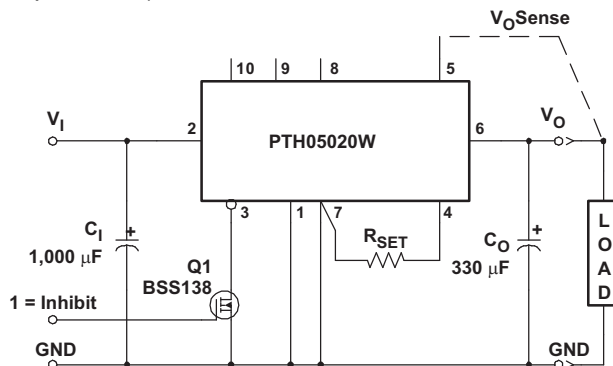 VOSense
10 9 8 5
VI
2
PTH05020W
6
VO
3 1 7 4
CI
+
1,000 μF
RSET
CO
+
330 μF
LOAD
Q1
BSS138
1 = Inhibit
GND
GND